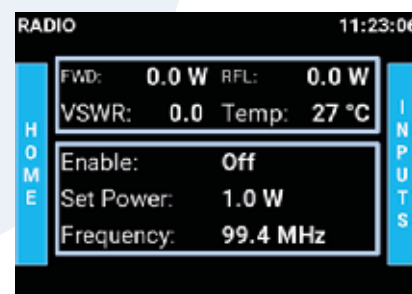 RADIO 11:23:06
FWD: 0.0 W RFL: 0.0 W
VSWR: 0.0 Temp: 27 °C
HOME
INPUTS
Enable: Off
Set Power: 1.0 W
Frequency: 99.4 MHz